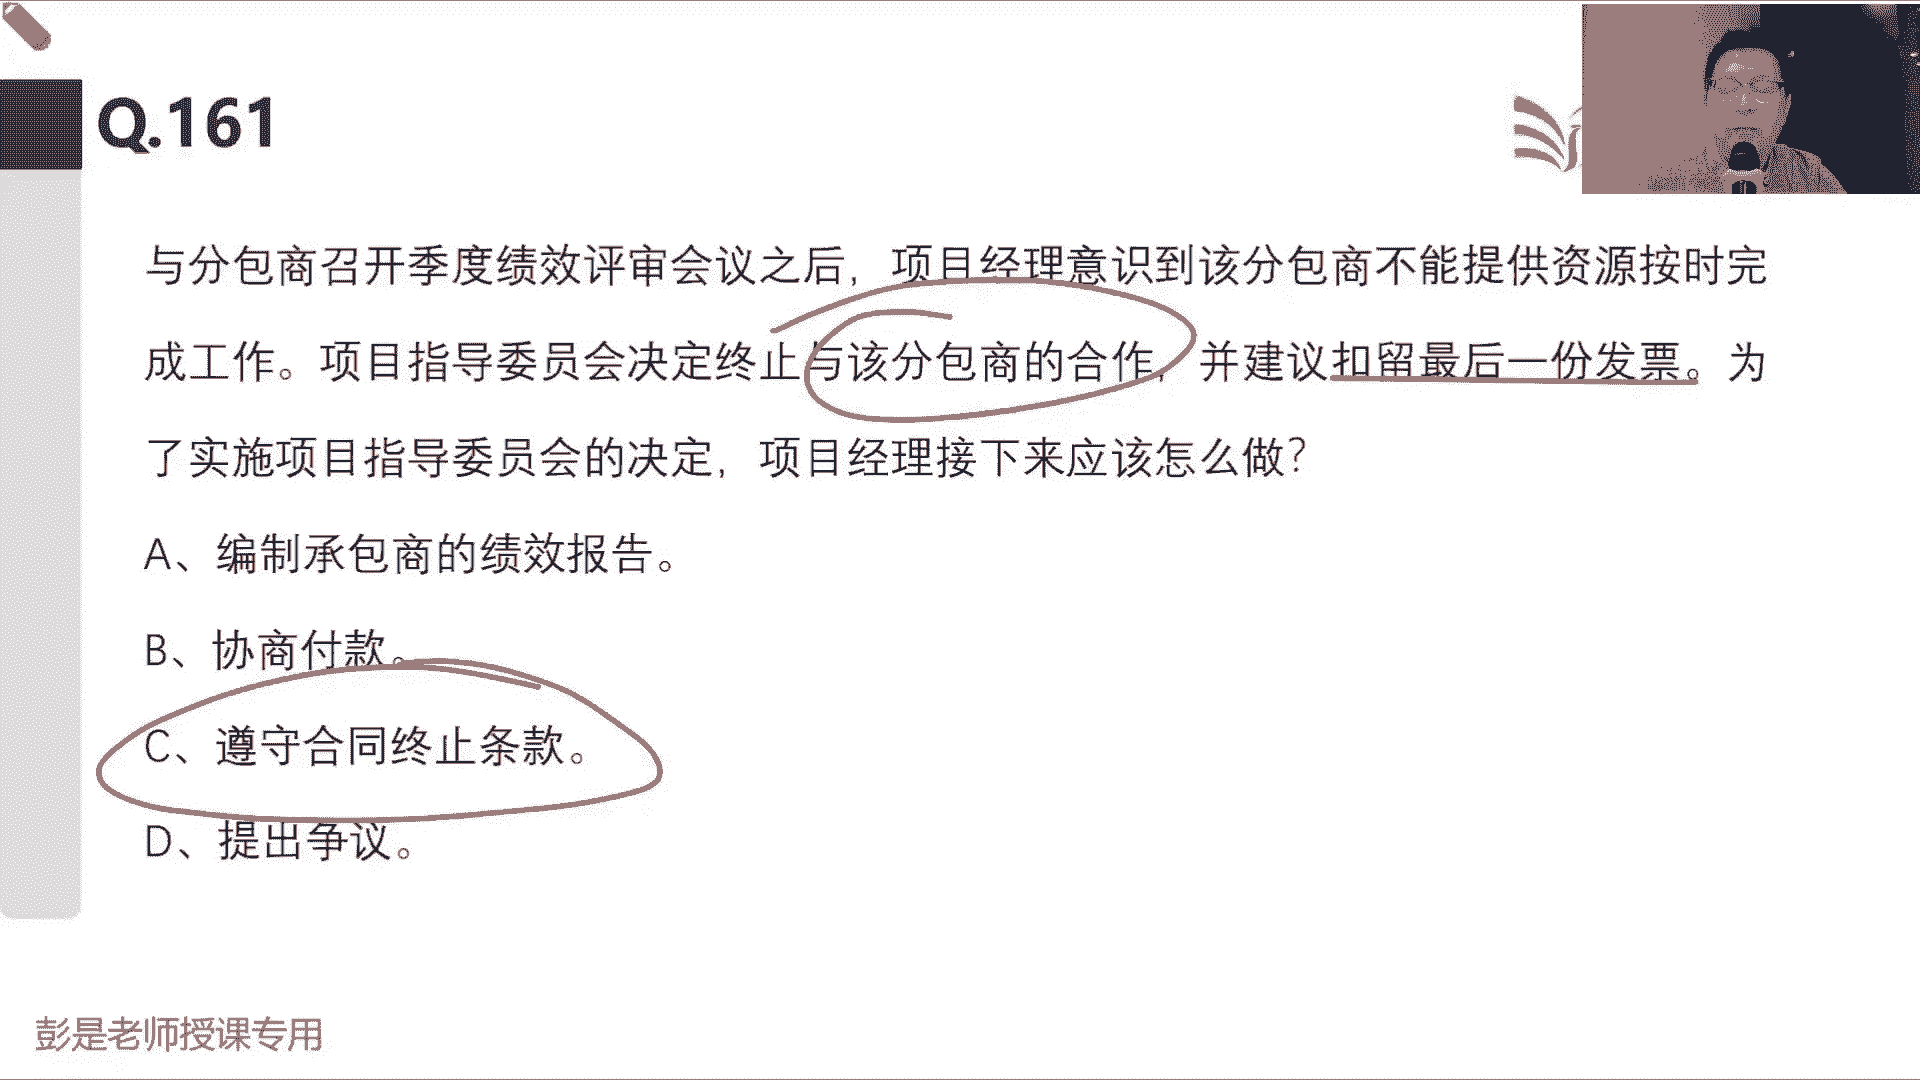 Q.161
与分包商召开季度绩效评审会议之后，项目经理意识到该分包商不能提供资源按时完
成工作。项目指导委员会决定终止与该分包商的合作，并建议扣留最后一份发票。为
了实施项目指导委员会的决定，项目经理接下来应该怎么做？
A、编制承包商的绩效报告。
B、协商付款。
C、遵守合同终止条款。
D、提出争议。
彭是老师授课专用